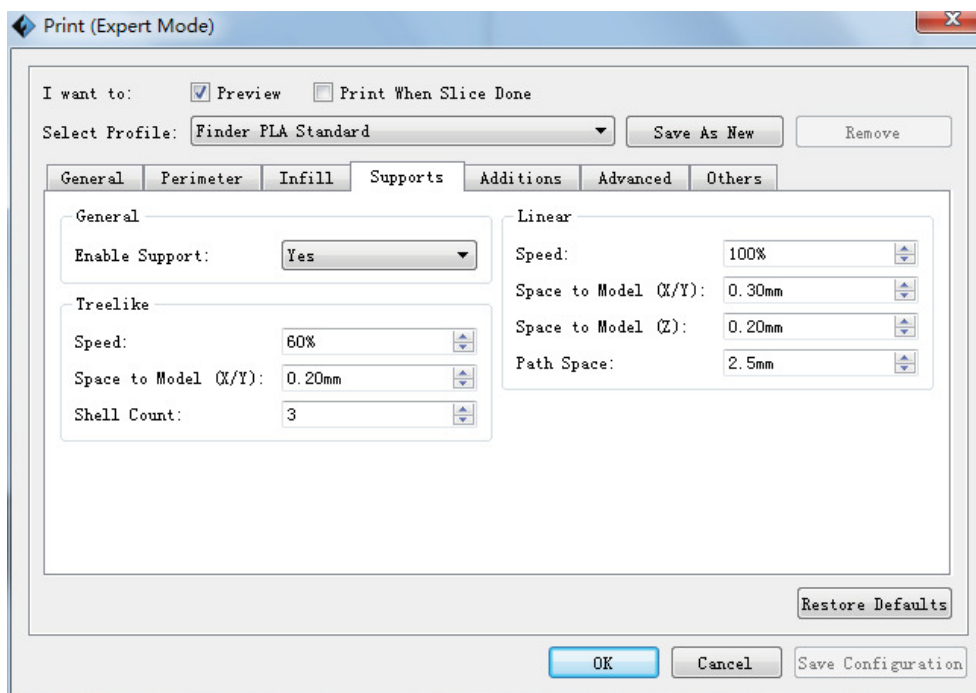 Print (Expert Mode)
I want to: Preview Print When Slice Done
Select Profile: Finder PLA Standard Save As New Remove
General Perimeter Infill Supports Additions Advanced Others
General
Enable Support: Yes
Treelike
Speed: 60%
Space to Model (X/Y): 0.20mm
Shell Count: 3
Linear
Speed: 100%
Space to Model (X/Y): 0.30mm
Space to Model (Z): 0.20mm
Path Space: 2.5mm
Restore Defaults
OK Cancel Save Configuration